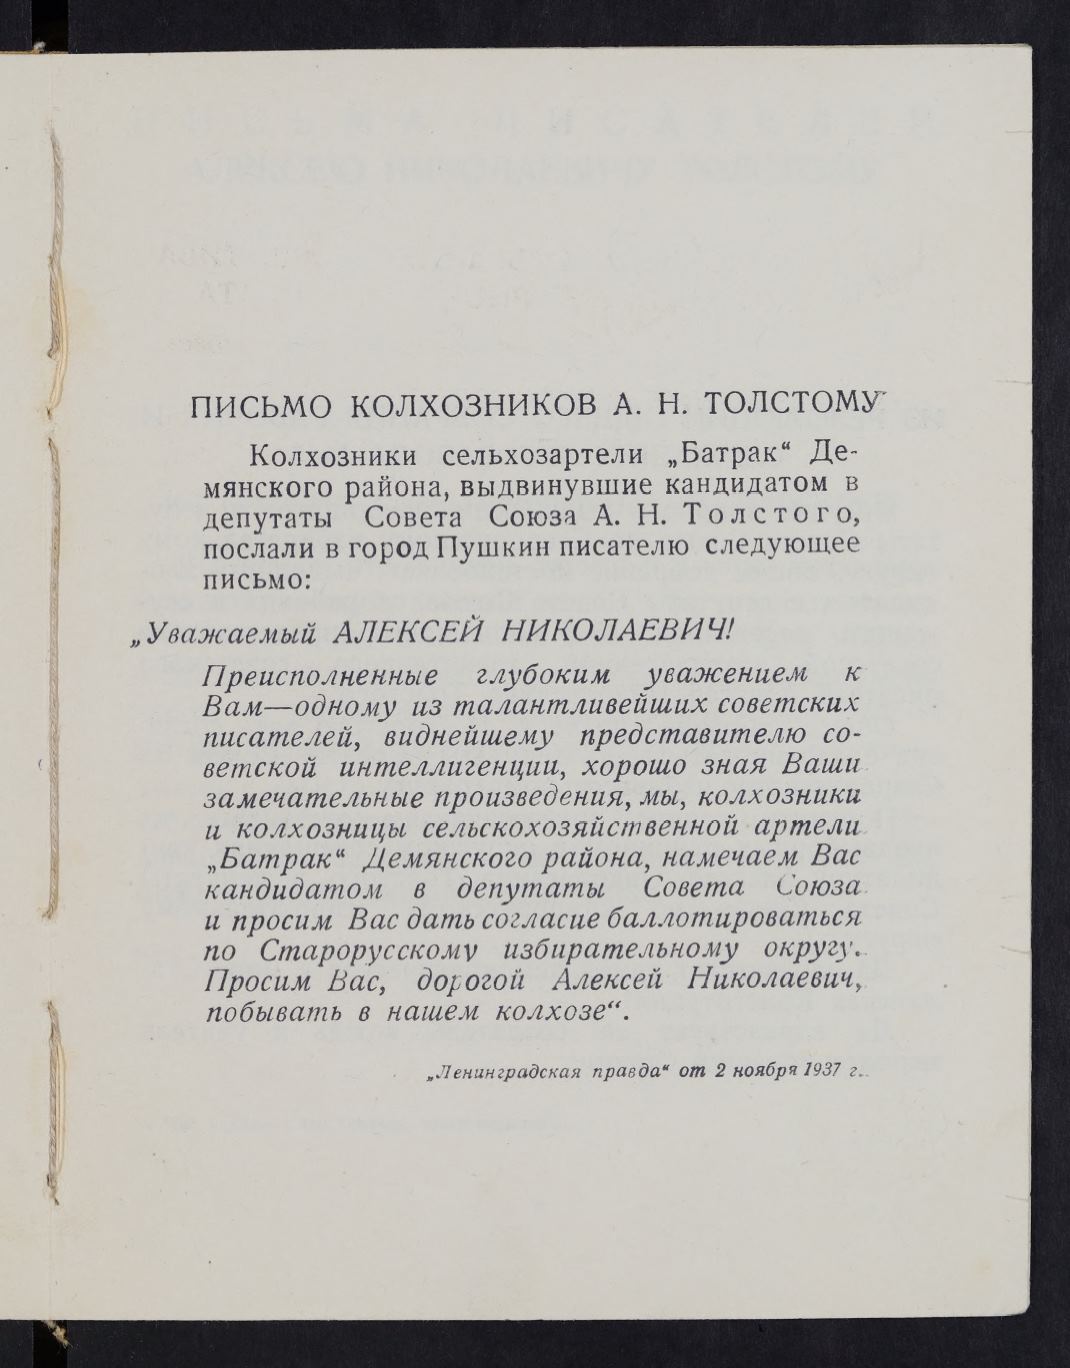 ПИСЬМО КОЛХОЗНИКОВ А. Н. ТОЛСТОМУ
Колхозники сельхозартели „Батрак“ Де-
мянского района, выдвинувшие кандидатом в
депутаты Совета Союза А. Н. Толстого,
послали в город Пушкин писателю следующее
письмо:
„Уважаемый АЛЕКСЕЙ НИКОЛАЕВИЧ!
Преисполненные глубоким уважением к
Вам—одному из талантливейших советских
писателей, виднейшему представителю со-
ветской интеллигенции, хорошо зная Ваши
замечательные произведения, мы, колхозники
и колхозницы сельскохозяйственной артели
„Батрак“ Демянского района, намечаем Вас
кандидатом в депутаты Совета Союза
и просим Вас дать согласие баллотироваться
по Старорусскому избирательному округу.
Просим Вас, дорогой Алексей Николаевич,
побывать в нашем колхозе“.
„Ленинградская правда“ от 2 ноября 1937 г.